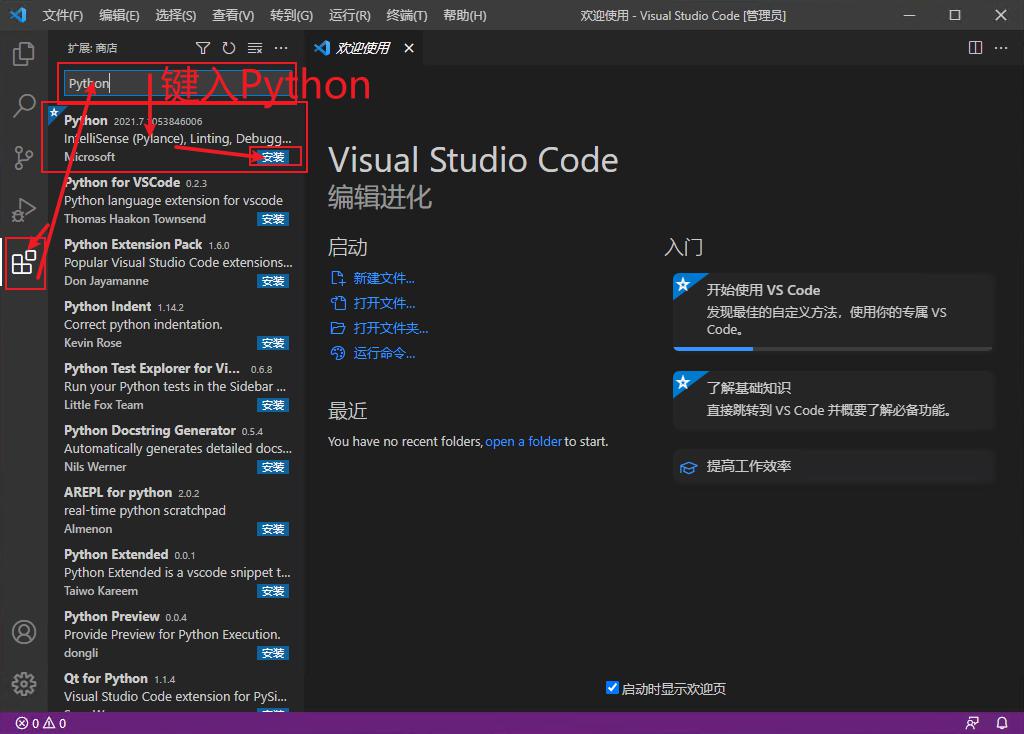 文件(F) 编辑(E) 选择(S) 查看(V) 转到(G) 运行(R) 终端(T) 帮助(H) 欢迎使用 - Visual Studio Code [管理员]
扩展: 商店
欢迎使用
Python
键入Python
Python 2021.7.1053846006
IntelliSense (Pylance), Linting, Debugg...
Microsoft 安装
Python for VSCode 0.2.3
Python language extension for vscode
Thomas Haakon Townsend 安装
Python Extension Pack 1.6.0
Popular Visual Studio Code extensions...
Don Jayamanne 安装
Python Indent 1.14.2
Correct python indentation.
Kevin Rose 安装
Python Test Explorer for Vi... 0.6.8
Run your Python tests in the Sidebar ...
Little Fox Team 安装
Python Docstring Generator 0.5.4
Automatically generates detailed docs...
Nils Werner 安装
AREPL for python 2.0.2
real-time python scratchpad
Almenon 安装
Python Extended 0.0.1
Python Extended is a vscode snippet t...
Taiwo Kareem 安装
Python Preview 0.0.4
Provide Preview for Python Execution.
dongli 安装
Qt for Python 1.1.4
Visual Studio Code extension for PySi...
Visual Studio Code
编辑进化
启动
新建文件...
打开文件...
打开文件夹...
运行命令...
最近
You have no recent folders, open a folder to start.
入门
开始使用 VS Code
发现最佳的自定义方法，使用你的专属 VS
Code。
了解基础知识
直接跳转到 VS Code 并概要了解必备功能。
提高工作效率
启动时显示欢迎页
0 0